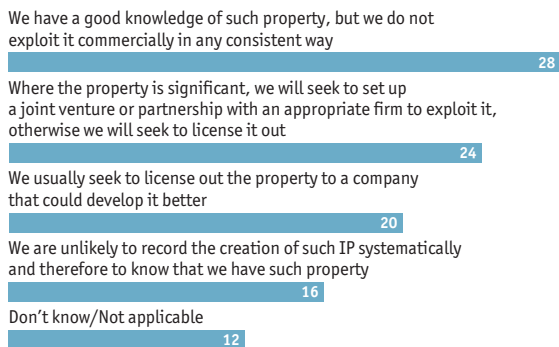 We have a good knowledge of such property, but we do not
exploit it commercially in any consistent way
28
Where the property is significant, we will seek to set up
a joint venture or partnership with an appropriate firm to exploit it,
otherwise we will seek to license it out
24
We usually seek to license out the property to a company
that could develop it better
20
We are unlikely to record the creation of such IP systematically
and therefore to know that we have such property
16
Don’t know/Not applicable
12